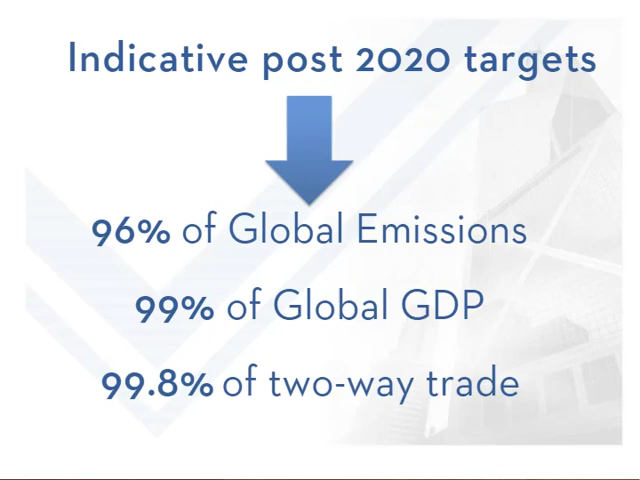 Indicative post 2020 targets
96% of Global Emissions
99% of Global GDP
99.8% of two-way trade